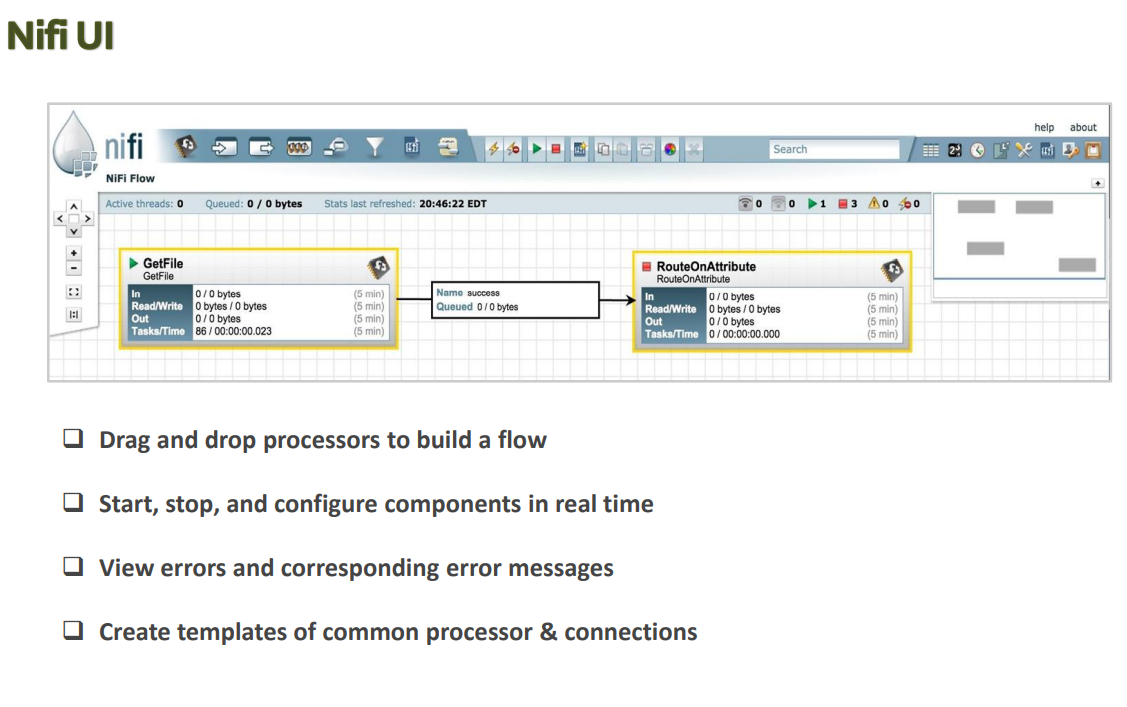 Nifi UI
nifi
help about
Search
NiFi Flow
Active threads: 0 Queued: 0 / 0 bytes Stats last refreshed: 20:46:22 EDT 0 0 1 3 0 0
GetFile
GetFile
In 0 / 0 bytes (5 min)
Read/Write 0 bytes / 0 bytes (5 min)
Out 0 / 0 bytes (5 min)
Tasks/Time 86 / 00:00:00.023 (5 min)
Name success
Queued 0 / 0 bytes
RouteOnAttribute
RouteOnAttribute
In 0 / 0 bytes (5 min)
Read/Write 0 bytes / 0 bytes (5 min)
Out 0 / 0 bytes (5 min)
Tasks/Time 0 / 00:00:00.000 (5 min)
Drag and drop processors to build a flow
Start, stop, and configure components in real time
View errors and corresponding error messages
Create templates of common processor & connections